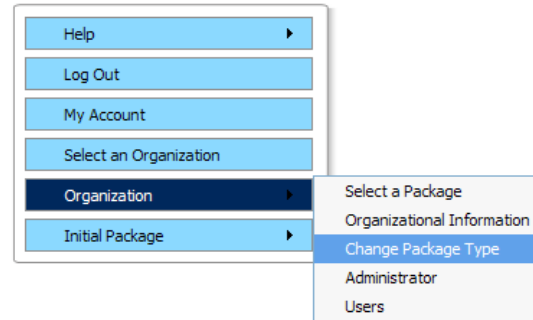 Help
Log Out
My Account
Select an Organization
Organization
Initial Package
Select a Package
Organizational Information
Change Package Type
Administrator
Users